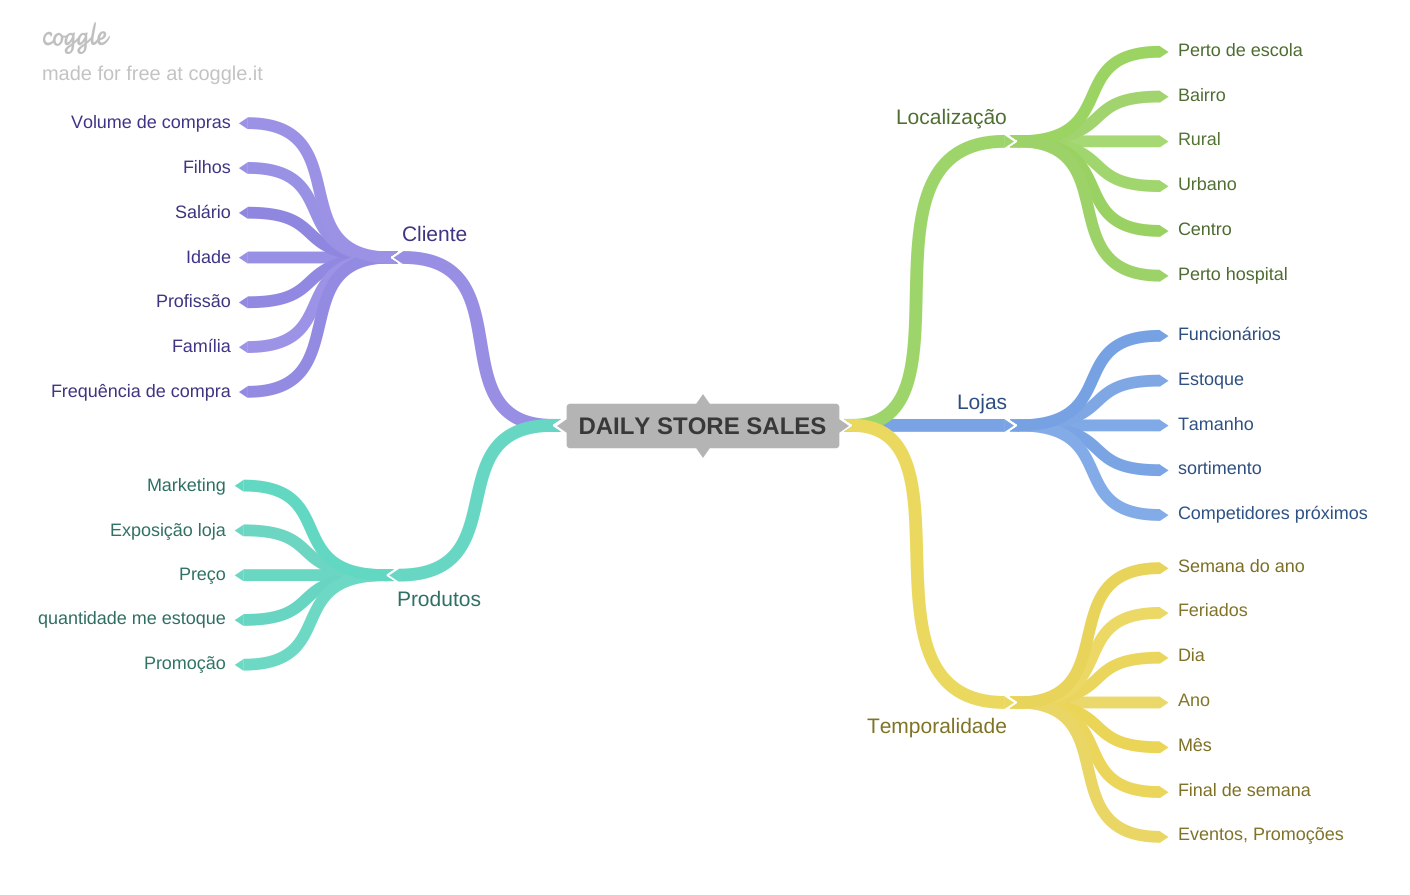 coggle
made for free at coggle.it
Volume de compras
Filhos
Salário
Idade
Profissão
Família
Frequência de compra
Cliente
Marketing
Exposição loja
Preço
quantidade me estoque
Promoção
Produtos
DAILY STORE SALES
Localização
Perto de escola
Bairro
Rural
Urbano
Centro
Perto hospital
Lojas
Funcionários
Estoque
Tamanho
sortimento
Competidores próximos
Temporalidade
Semana do ano
Feriados
Dia
Ano
Mês
Final de semana
Eventos, Promoções